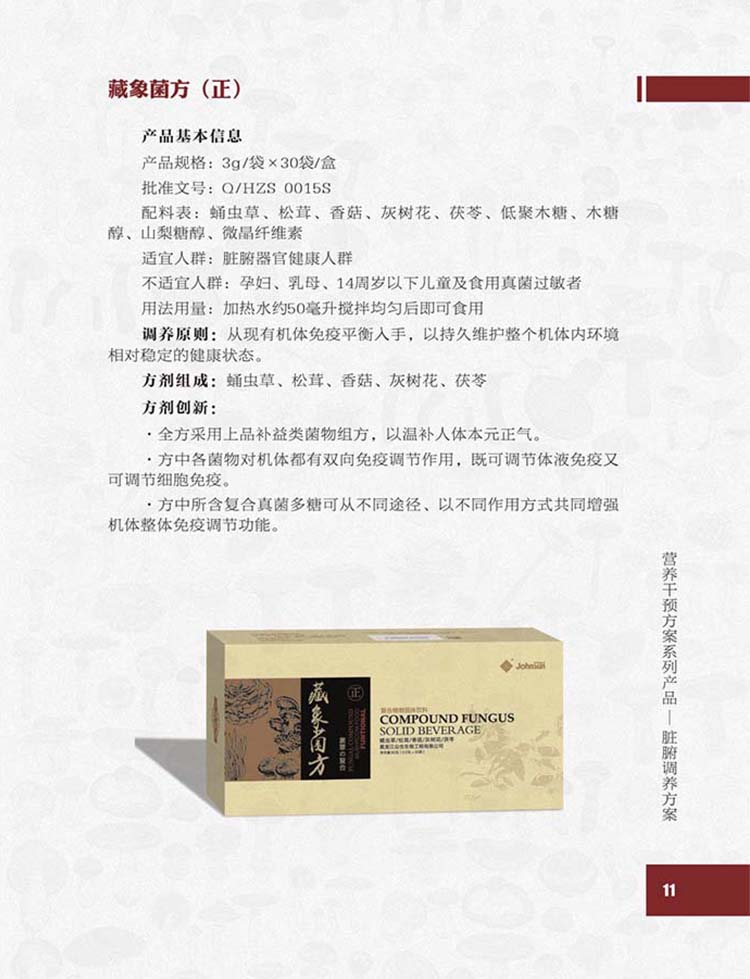 藏象菌方（正）
产品基本信息
产品规格：3g/袋×30袋/盒
批准文号：Q/HZS 0015S
配料表：蛹虫草、松茸、香菇、灰树花、茯苓、低聚木糖、木糖
醇、山梨糖醇、微晶纤维素
适宜人群：脏腑器官健康人群
不适宜人群：孕妇、乳母、14周岁以下儿童及食用真菌过敏者
用法用量：加热水约50毫升搅拌均匀后即可食用
调养原则：从现有机体免疫平衡入手，以持久维护整个机体内环境
相对稳定的健康状态。
方剂组成：蛹虫草、松茸、香菇、灰树花、茯苓
方剂创新：
·全方采用上品补益类菌物组方，以温补人体本元正气。
·方中各菌物对机体都有双向免疫调节作用，既可调节体液免疫又
可调节细胞免疫。
·方中所含复合真菌多糖可从不同途径、以不同作用方式共同增强
机体整体免疫调节功能。
营养干预方案系列产品—脏腑调养方案
Johnsun
正
藏象菌方
FUNTIONAL
COMPOUND FUNGUS
SOLID BEVERAGE
蛹虫草/松茸/香菇/灰树花/茯苓
11